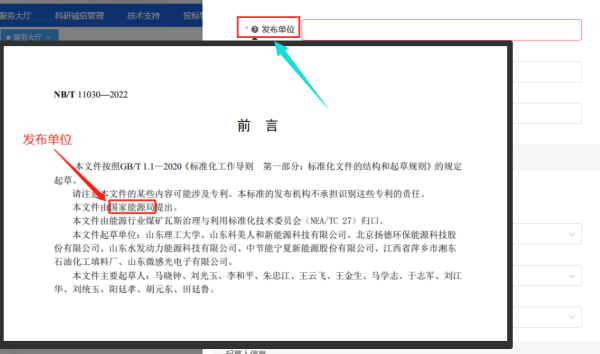 服务大厅 科研诚信管理 技术支持 投标
服务大厅 ×
* ? 发布单位
NB/T 11030—2022
前 言
发布单位
本文件按照GB/T 1.1—2020《标准化工作导则 第一部分：标准化文件的结构和起草规则》的规定
起草。
请注意本文件的某些内容可能涉及专利。本标准的发布机构不承担识别这些专利的责任。
本文件由国家能源局提出。
本文件由能源行业煤矿瓦斯治理与利用标准化技术委员会（NEA/TC 27）归口。
本文件起草单位：山东理工大学、山东科美人和新能源科技有限公司、北京扬德环保能源科技股
份有限公司、山东水发动力能源科技有限公司、中节能宁夏新能源股份有限公司、江西省萍乡市湘东
石油化工填料厂、山东微感光电子有限公司。
本文件主要起草人：马晓钟、刘光玉、李和平、朱忠江、王云飞、王金生、马学志、于志军、刘江
华、刘统玉、阳廷孝、胡元东、田廷鲁。
起草人信息